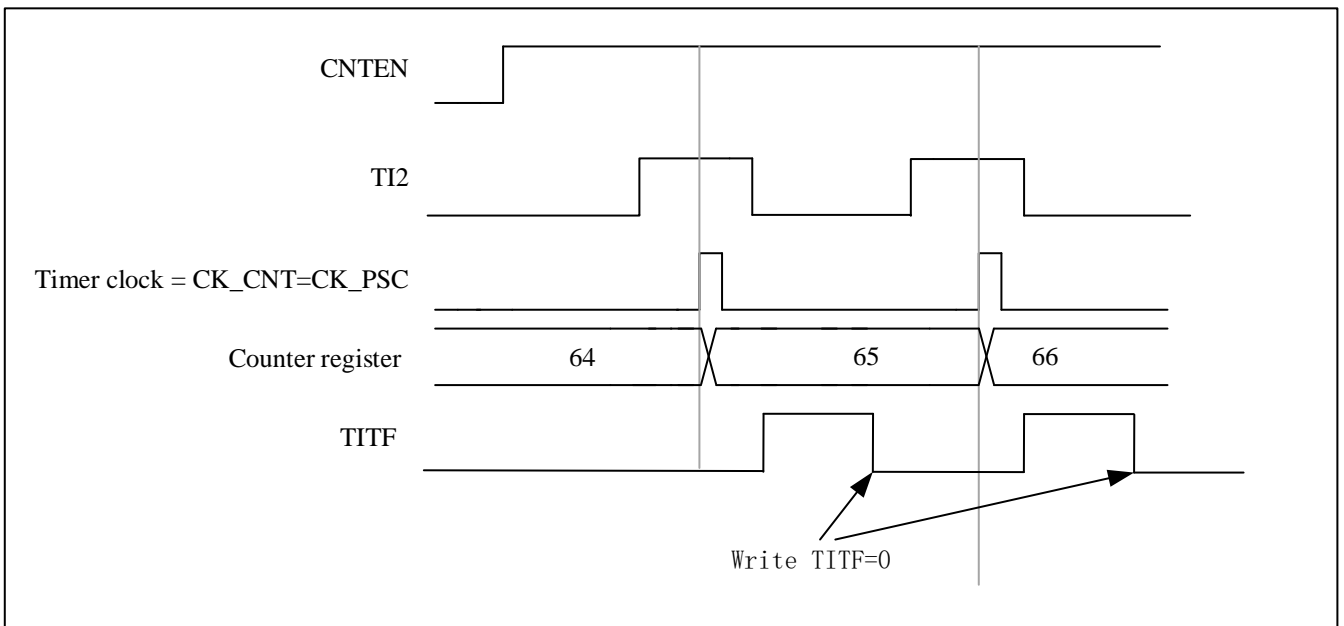 CNTEN
TI2
Timer clock = CK_CNT=CK_PSC
Counter register 64 65 66
TITF
Write TITF=0